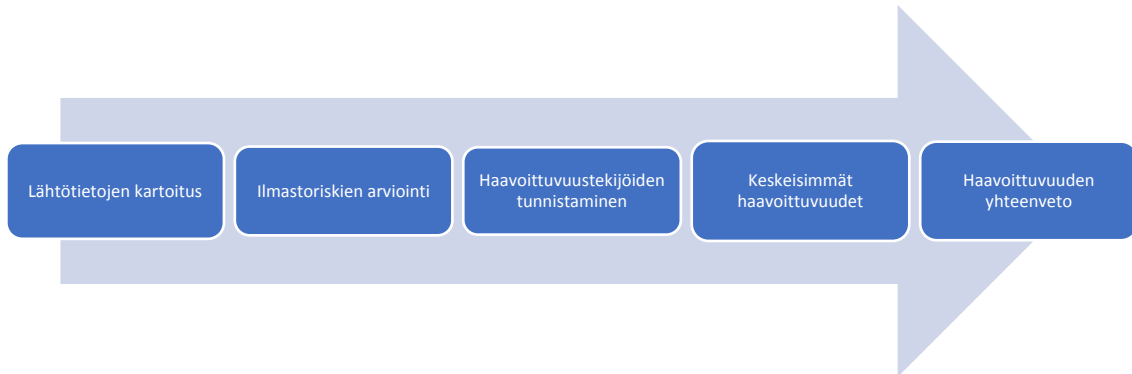 Lähtötietojen kartoitus
Ilmastoriskien arviointi
Haavoittuvuustekijöiden
tunnistaminen
Keskeisimmät
haavoittuvuudet
Haavoittuvuuden
yhteenveto